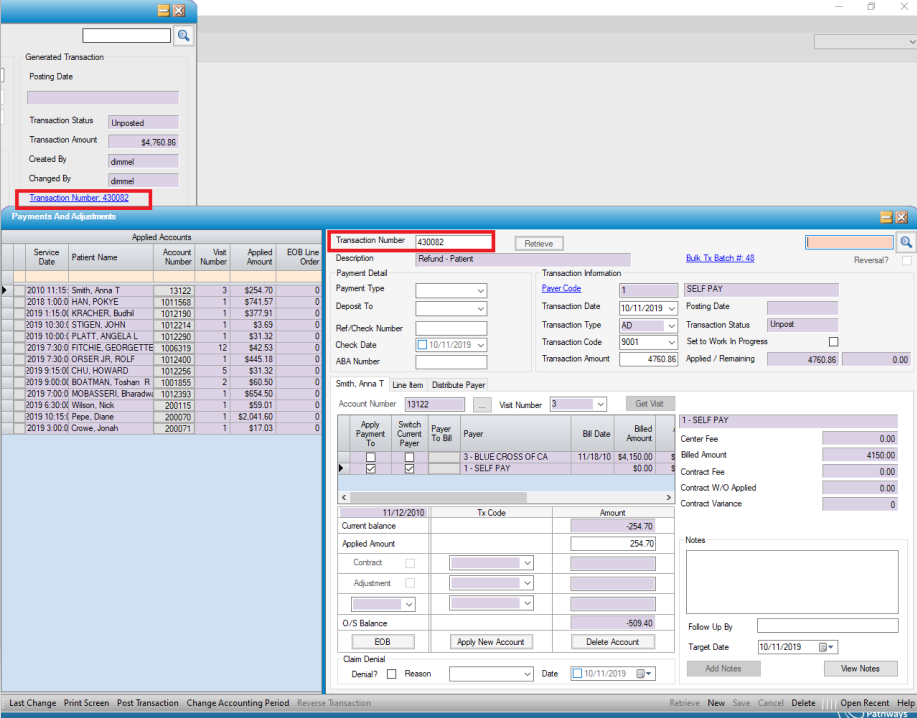 Generated Transaction
Posting Date
Transaction Status Unposted
Transaction Amount $4,760.86
Created By dimmel
Changed By dimmel
Transaction Number: 430082
Payments And Adjustments
Applied Accounts
Service Date Patient Name Account Number Visit Number Applied Amount EOB Line Order
2010 11:15: Smith, Anna T 13122 3 $254.70 0
2018 1:00:0 HAN, POKYE 1011568 1 $741.57 0
2019 1:15:00 KRACHER, Budhil 1012190 1 $377.91 0
2019 10:30:0 STIGEN, JOHN 1012214 1 $3.69 0
2019 10:00:0 PLATT, ANGELA L 1012290 1 $31.32 0
2019 7:30:0 FITCHIE, GEORGETTE 1006319 12 $42.53 0
2019 7:30:0 ORSER JR, ROLF 1012400 1 $445.18 0
2019 9:15:00 CHU, HOWARD 1012256 5 $31.32 0
2019 9:00:00 BOATMAN, Toshan R 1001855 2 $60.50 0
2019 7:00:0 MOBASSERI, Bharadwa 1012393 1 $654.50 0
2019 6:30:00 Wilson, Nick 200115 1 $59.01 0
2019 10:15:0 Pepe, Diane 200070 1 $2,041.60 0
2019 3:00:0 Crowe, Jonah 200071 1 $17.03 0
Transaction Number 430082 Retrieve
Description Refund - Patient Bulk Tx Batch #: 48 Reversal?
Payment Detail Transaction Information
Payment Type Payer Code 1 SELF PAY
Deposit To Transaction Date 10/11/2019 Posting Date
Ref/Check Number Transaction Type AD Transaction Status Unpost
Check Date 10/11/2019 Transaction Code 9001 Set to Work In Progress
ABA Number Transaction Amount 4760.86 Applied / Remaining 4760.86 0.00
Smith, Anna T Line Item Distribute Payer
Account Number 13122 ... Visit Number 3 Get Visit
Apply Payment To Switch Current Payer Payer To Bill Payer Bill Date Billed Amount
3 - BLUE CROSS OF CA 11/18/10 $4,150.00 $
1 - SELF PAY $0.00 $
1 - SELF PAY
Center Fee 0.00
Billed Amount 4150.00
Contract Fee 0.00
Contract W/O Applied 0.00
Contract Variance 0
11/12/2010 Tx Code Amount
Current balance -254.70
Applied Amount 254.70
Contract
Adjustment
O/S Balance -509.40
EOB Apply New Account Delete Account
Claim Denial
Denial? Reason Date 10/11/2019
Notes
Follow Up By
Target Date 10/11/2019
Add Notes View Notes
Last Change Print Screen Post Transaction Change Accounting Period Reverse Transaction Retrieve New Save Cancel Delete Open Recent Help
Pathways